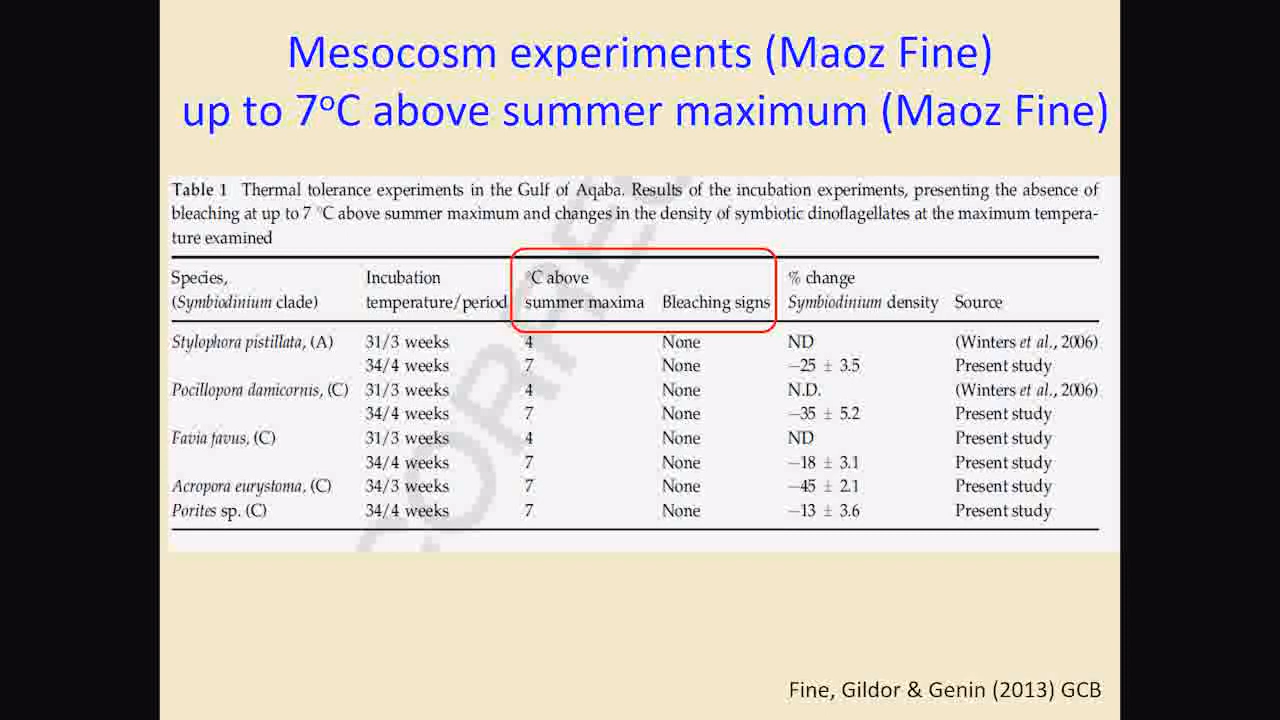 Mesocosm experiments (Maoz Fine)
up to 7°C above summer maximum (Maoz Fine)
Table 1 Thermal tolerance experiments in the Gulf of Aqaba. Results of the incubation experiments, presenting the absence of
bleaching at up to 7 °C above summer maximum and changes in the density of symbiotic dinoflagellates at the maximum tempera-
ture examined
Species, Incubation °C above % change
(Symbiodinium clade) temperature/period summer maxima Bleaching signs Symbiodinium density Source
Stylophora pistillata, (A) 31/3 weeks 4 None ND (Winters et al., 2006)
34/4 weeks 7 None −25 ± 3.5 Present study
Pocillopora damicornis, (C) 31/3 weeks 4 None N.D. (Winters et al., 2006)
34/4 weeks 7 None −35 ± 5.2 Present study
Favia favus, (C) 31/3 weeks 4 None ND Present study
34/4 weeks 7 None −18 ± 3.1 Present study
Acropora eurystoma, (C) 34/3 weeks 7 None −45 ± 2.1 Present study
Porites sp. (C) 34/4 weeks 7 None −13 ± 3.6 Present study
Fine, Gildor & Genin (2013) GCB